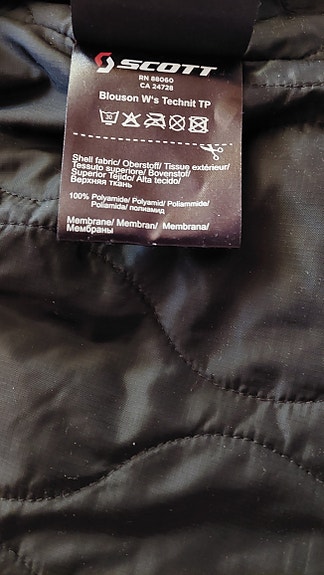 SCOTT
RN 88060
CA 24728
Blouson W's Technit TP
30
Shell fabric/ Oberstoff/ Tissue extérieur/
Tessuto superiore/ Bovenstof/
Superior Tejido/ Alta tecido/
Верхняя ткань
100% Polyamide/ Polyamid/ Poliammide/
Poliamida/ полиамид
Membrane/ Membran/ Membrana/
Мембраны